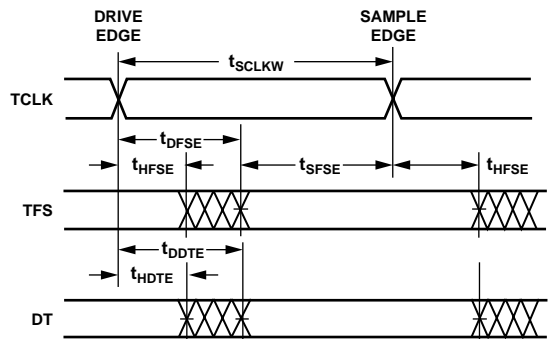 DRIVE EDGE
SAMPLE EDGE
tSCLKW
TCLK
tDFSE
tHFSE
tSFSE
tHFSE
TFS
tDDTE
tHDTE
DT